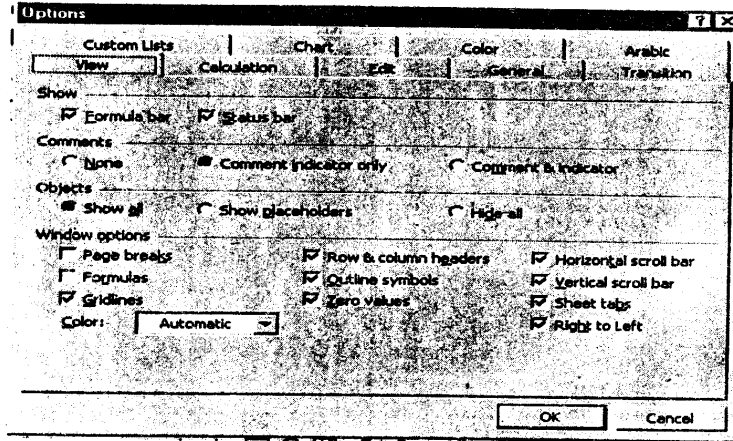 Options
Custom Lists Chart Color Arabic
View Calculation Edit General Transition
Show
Formula bar Status bar
Comments
None Comment indicator only Comment & indicator
Objects
Show all Show placeholders Hide all
Window options
Page breaks Row & column headers Horizontal scroll bar
Formulas Outline symbols Vertical scroll bar
Gridlines Zero values Sheet tabs
Color: Automatic Right to Left
OK Cancel